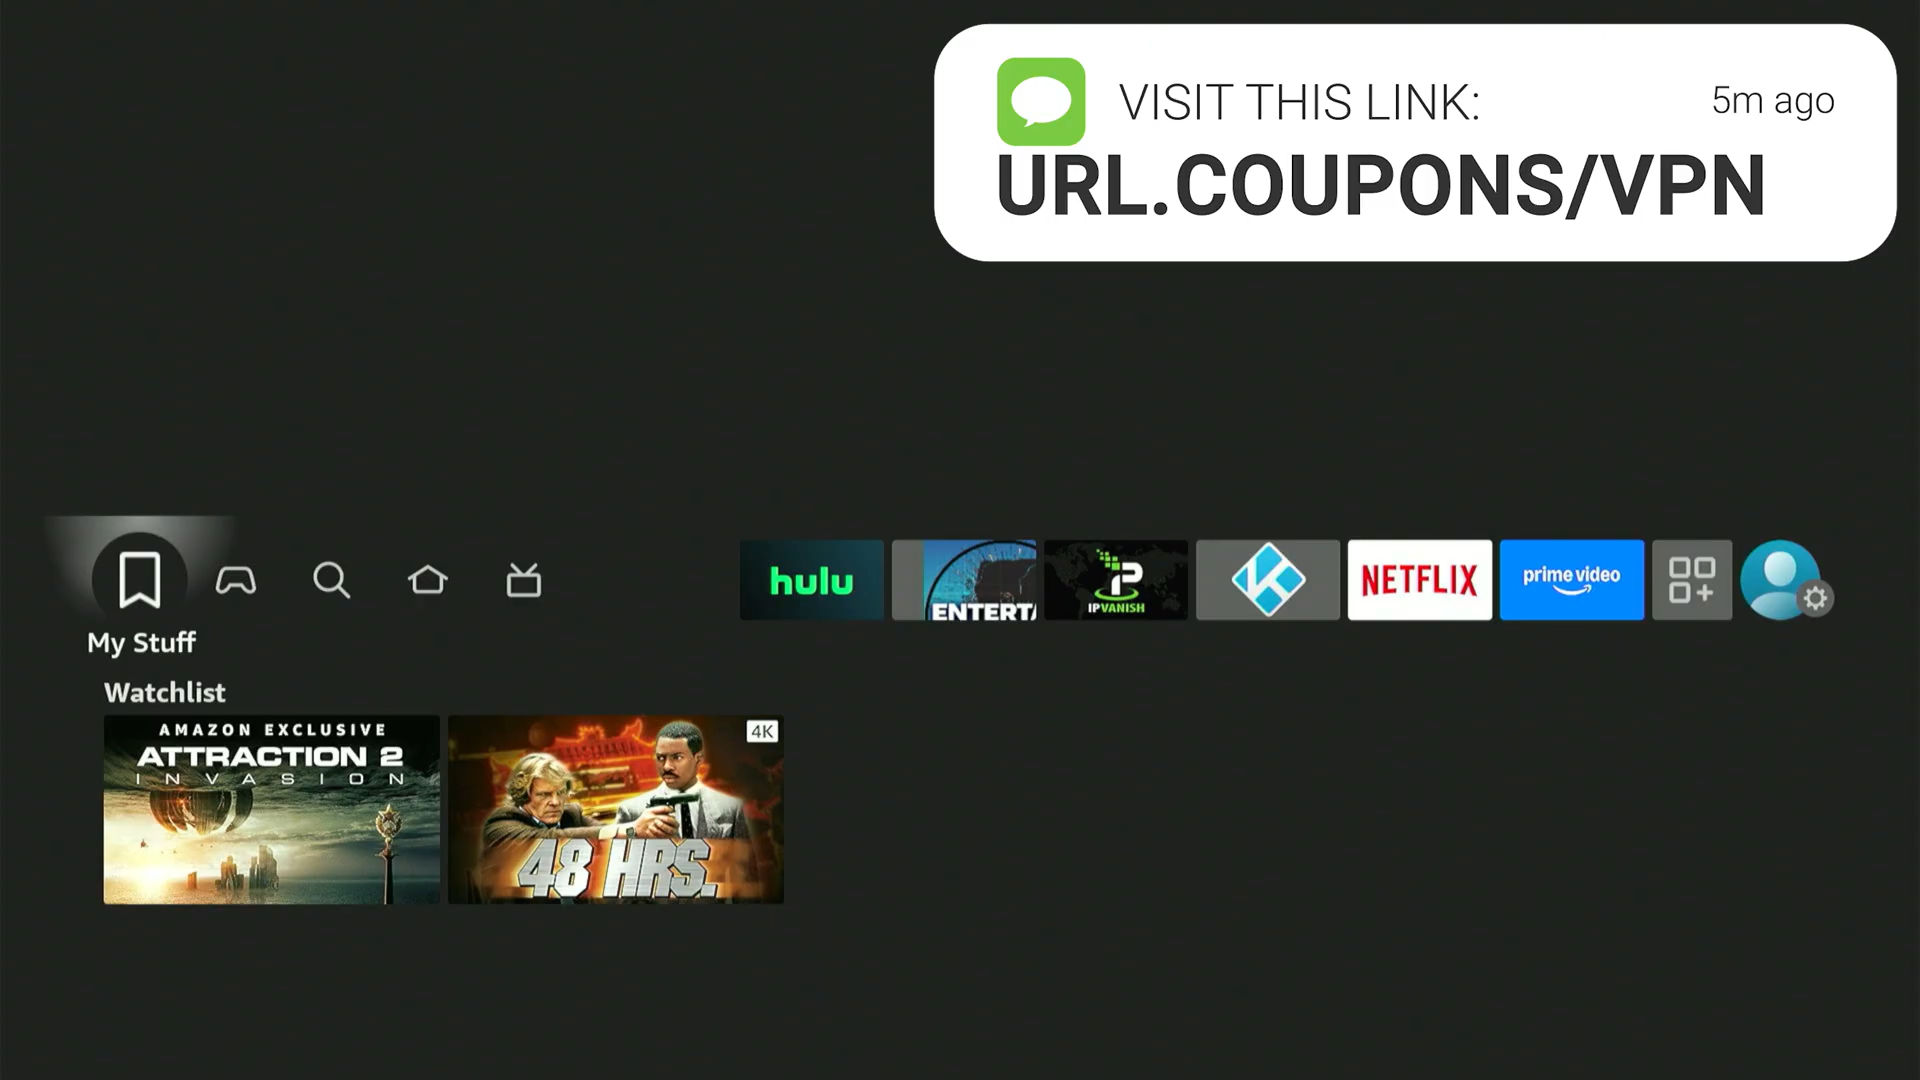 VISIT THIS LINK:
5m ago
URL.COUPONS/VPN
hulu
ENTERTA
IPVANISH
NETFLIX
prime video
My Stuff
Watchlist
AMAZON EXCLUSIVE
ATTRACTION 2
INVASION
4K
48 HRS.